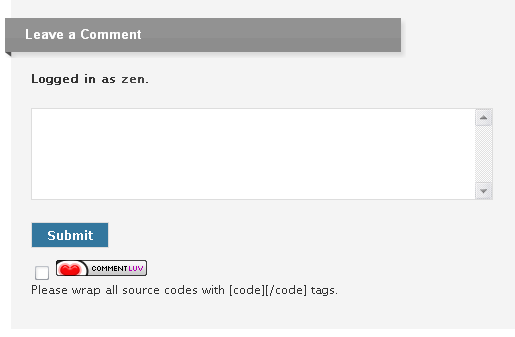 Leave a Comment
Logged in as zen.
Submit
COMMENTLUV
Please wrap all source codes with [code][/code] tags.